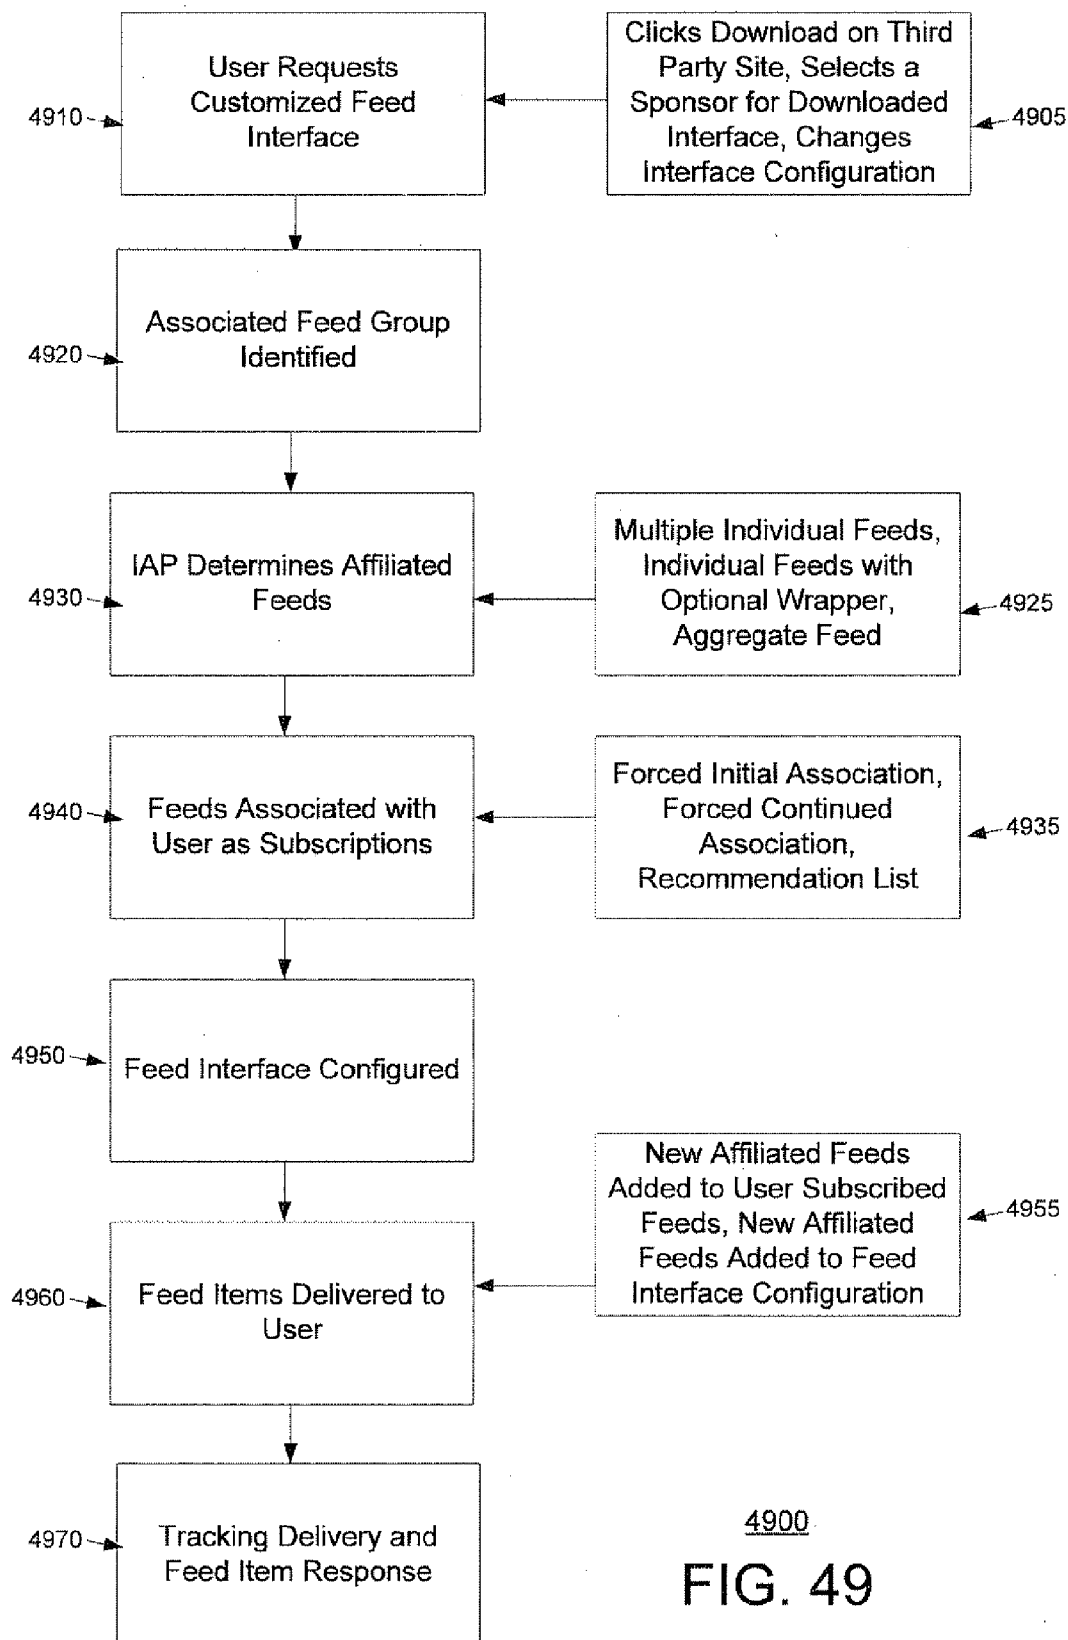 User Requests
Customized Feed
Interface
4910
Clicks Download on Third
Party Site, Selects a
Sponsor for Downloaded
Interface, Changes
Interface Configuration
4905
Associated Feed Group
Identified
4920
IAP Determines Affiliated
Feeds
4930
Multiple Individual Feeds,
Individual Feeds with
Optional Wrapper,
Aggregate Feed
4925
Feeds Associated with
User as Subscriptions
4940
Forced Initial Association,
Forced Continued
Association,
Recommendation List
4935
Feed Interface Configured
4950
New Affiliated Feeds
Added to User Subscribed
Feeds, New Affiliated
Feeds Added to Feed
Interface Configuration
4955
Feed Items Delivered to
User
4960
Tracking Delivery and
Feed Item Response
4970
4900
FIG. 49